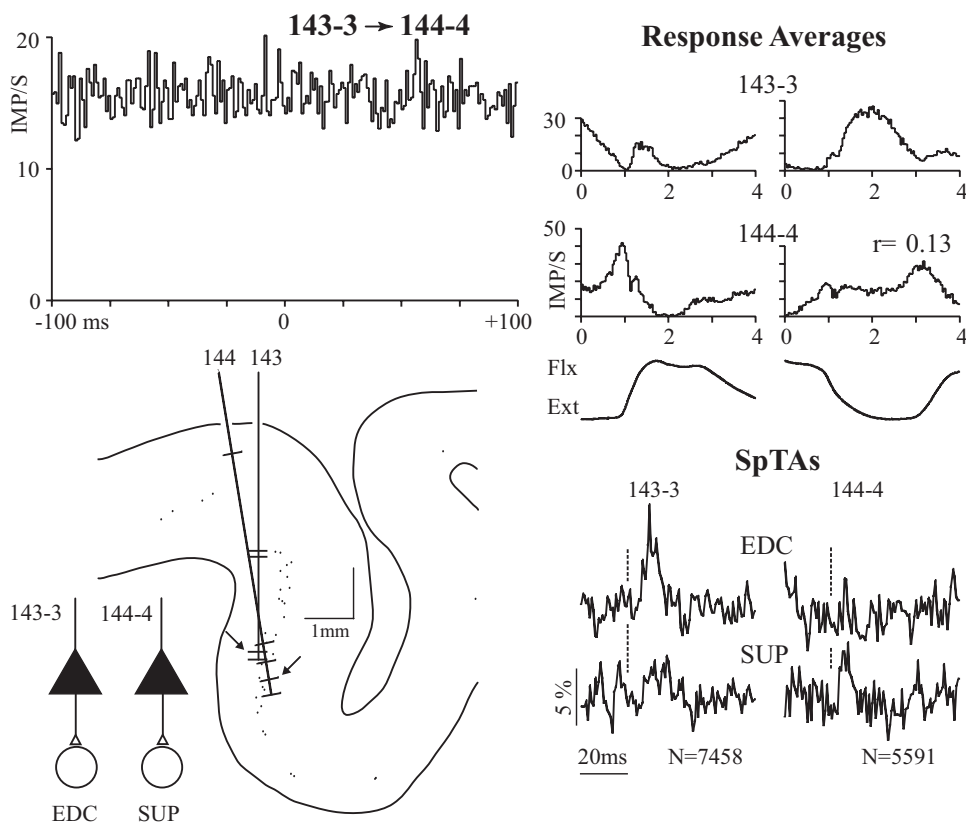 143-3 → 144-4
20
10
0
IMP/S
-100 ms 0 +100
Response Averages
143-3
30
0
0 2 4 0 2 4
144-4
r= 0.13
50
IMP/S
0
0 2 4 0 2 4
Flx
Ext
144 143
1mm
143-3 144-4
EDC SUP
SpTAs
143-3 144-4
EDC
SUP
5 %
20ms N=7458 N=5591